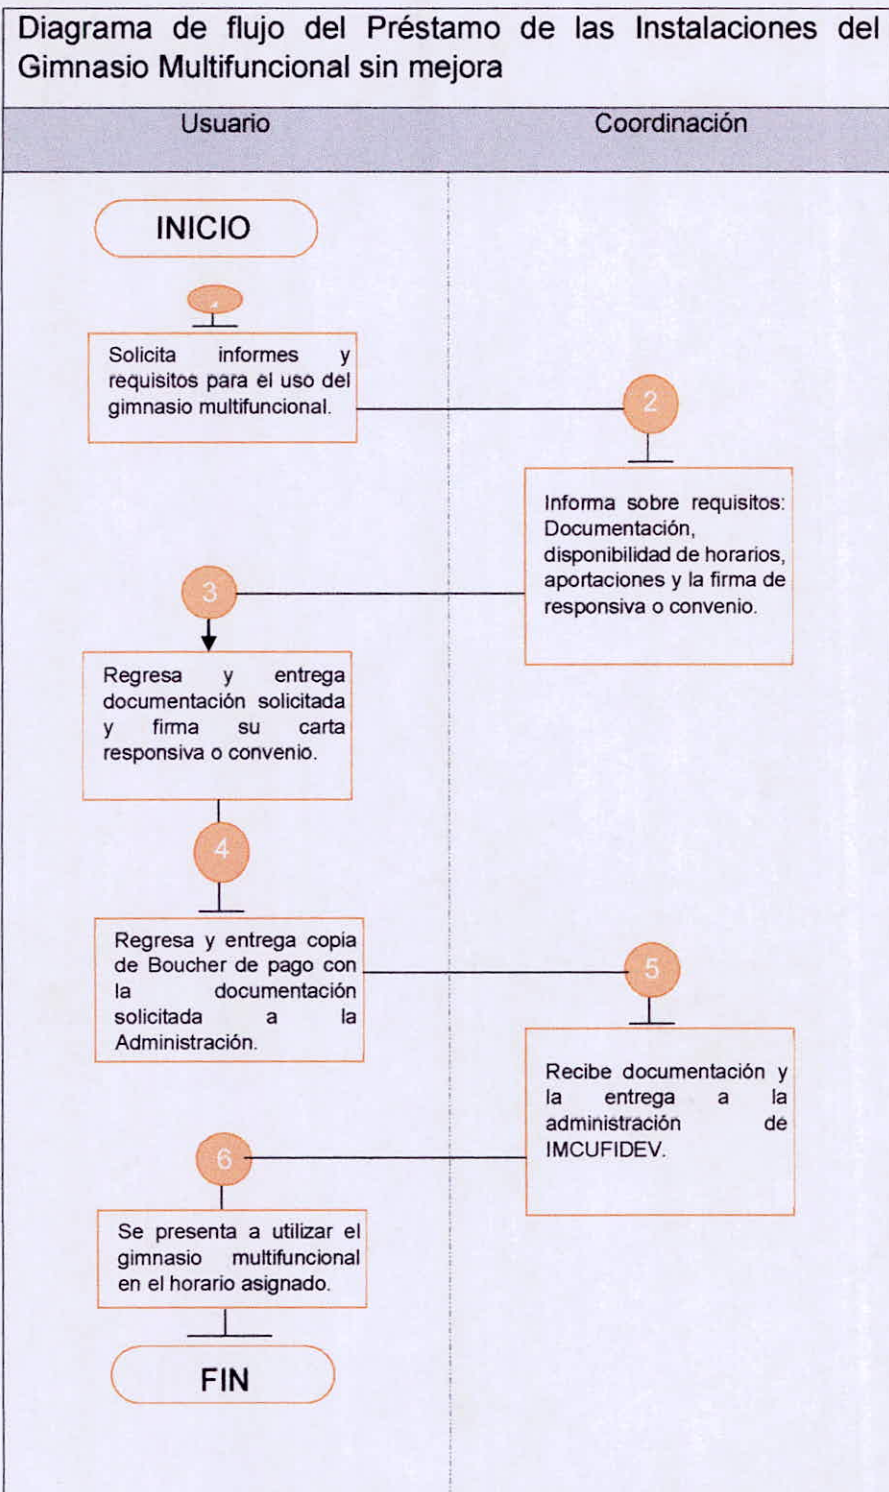 Diagrama de flujo del Préstamo de las Instalaciones del
Gimnasio Multifuncional sin mejora
Usuario
Coordinación
INICIO
Solicita informes y
requisitos para el uso del
gimnasio multifuncional.
2
Informa sobre requisitos:
Documentación,
disponibilidad de horarios,
aportaciones y la firma de
responsiva o convenio.
3
Regresa y entrega
documentación solicitada
y firma su carta
responsiva o convenio.
4
Regresa y entrega copia
de Boucher de pago con
la documentación
solicitada a la
Administración.
5
Recibe documentación y
la entrega a la
administración de
IMCUFIDEV.
6
Se presenta a utilizar el
gimnasio multifuncional
en el horario asignado.
FIN